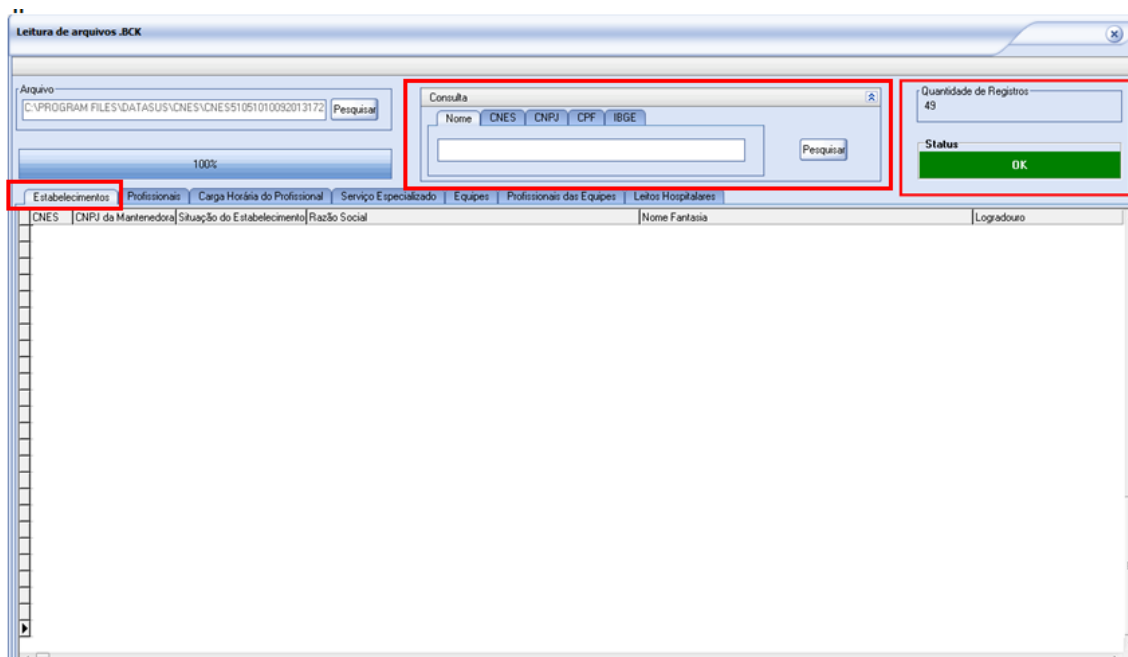 Leitura de arquivos .BCK
Arquivo
C:\PROGRAM FILES\DATASUS\CNES\CNES51051010092013172
Pesquisar
100%
Consulta
Nome CNES CNPJ CPF IBGE
Pesquisar
Quantidade de Registros
49
Status
OK
Estabelecimentos Profissionais Carga Horária do Profissional Serviço Especializado Equipes Profissionais das Equipes Leitos Hospitalares
CNES CNPJ da Mantenedora Situação do Estabelecimento Razão Social Nome Fantasia Logradouro